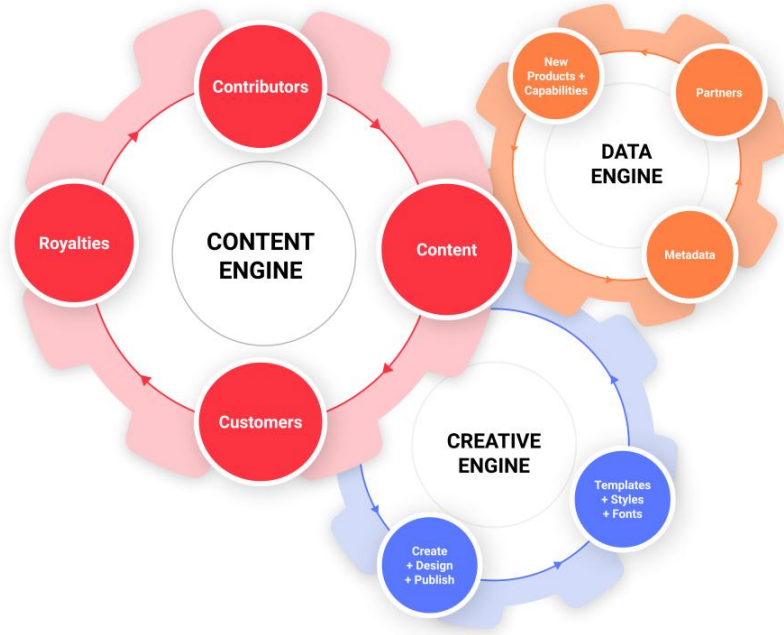 Contributors
Royalties
CONTENT
ENGINE
Content
Customers
New
Products +
Capabilities
Partners
DATA
ENGINE
Metadata
CREATIVE
ENGINE
Templates
+ Styles
+ Fonts
Create
+ Design
+ Publish